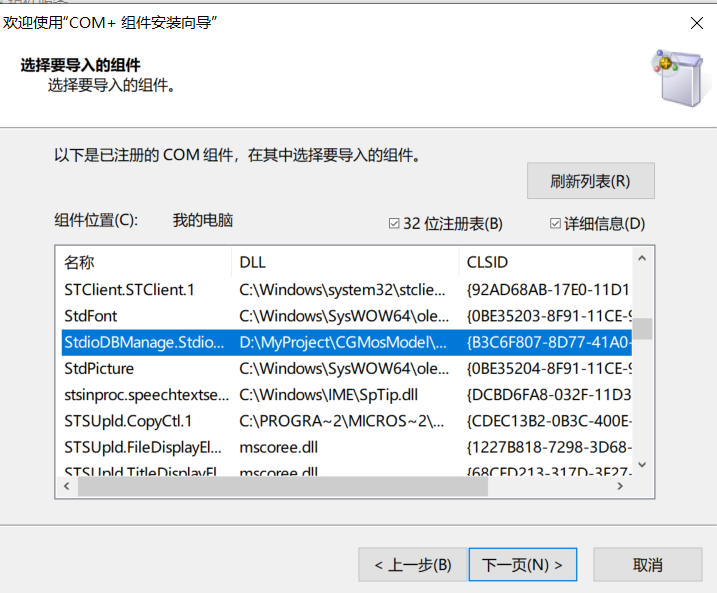 欢迎使用“COM+ 组件安装向导”
选择要导入的组件
选择要导入的组件。
以下是已注册的 COM 组件，在其中选择要导入的组件。
刷新列表(R)
组件位置(C): 我的电脑 32 位注册表(B) 详细信息(D)
名称 DLL CLSID
STClient.STClient.1 C:\Windows\system32\stclie... {92AD68AB-17E0-11D1
StdFont C:\Windows\SysWOW64\ole... {0BE35203-8F91-11CE-9
StdioDBManage.Stdio... D:\MyProject\CGMosModel\... {B3C6F807-8D77-41A0-
StdPicture C:\Windows\SysWOW64\ole... {0BE35204-8F91-11CE-9
stsinproc.speechtextse... C:\Windows\IME\SpTip.dll {DCBD6FA8-032F-11D3
STSUpld.CopyCtl.1 C:\PROGRA~2\MICROS~2\... {CDEC13B2-0B3C-400E-
STSUpld.FileDisplayEl... mscoree.dll {1227B818-7298-3D68-
STSUpld.TitleDisplayEl mscoree.dll {68CFD213-317D-3F27-
< 上一步(B) 下一页(N) > 取消